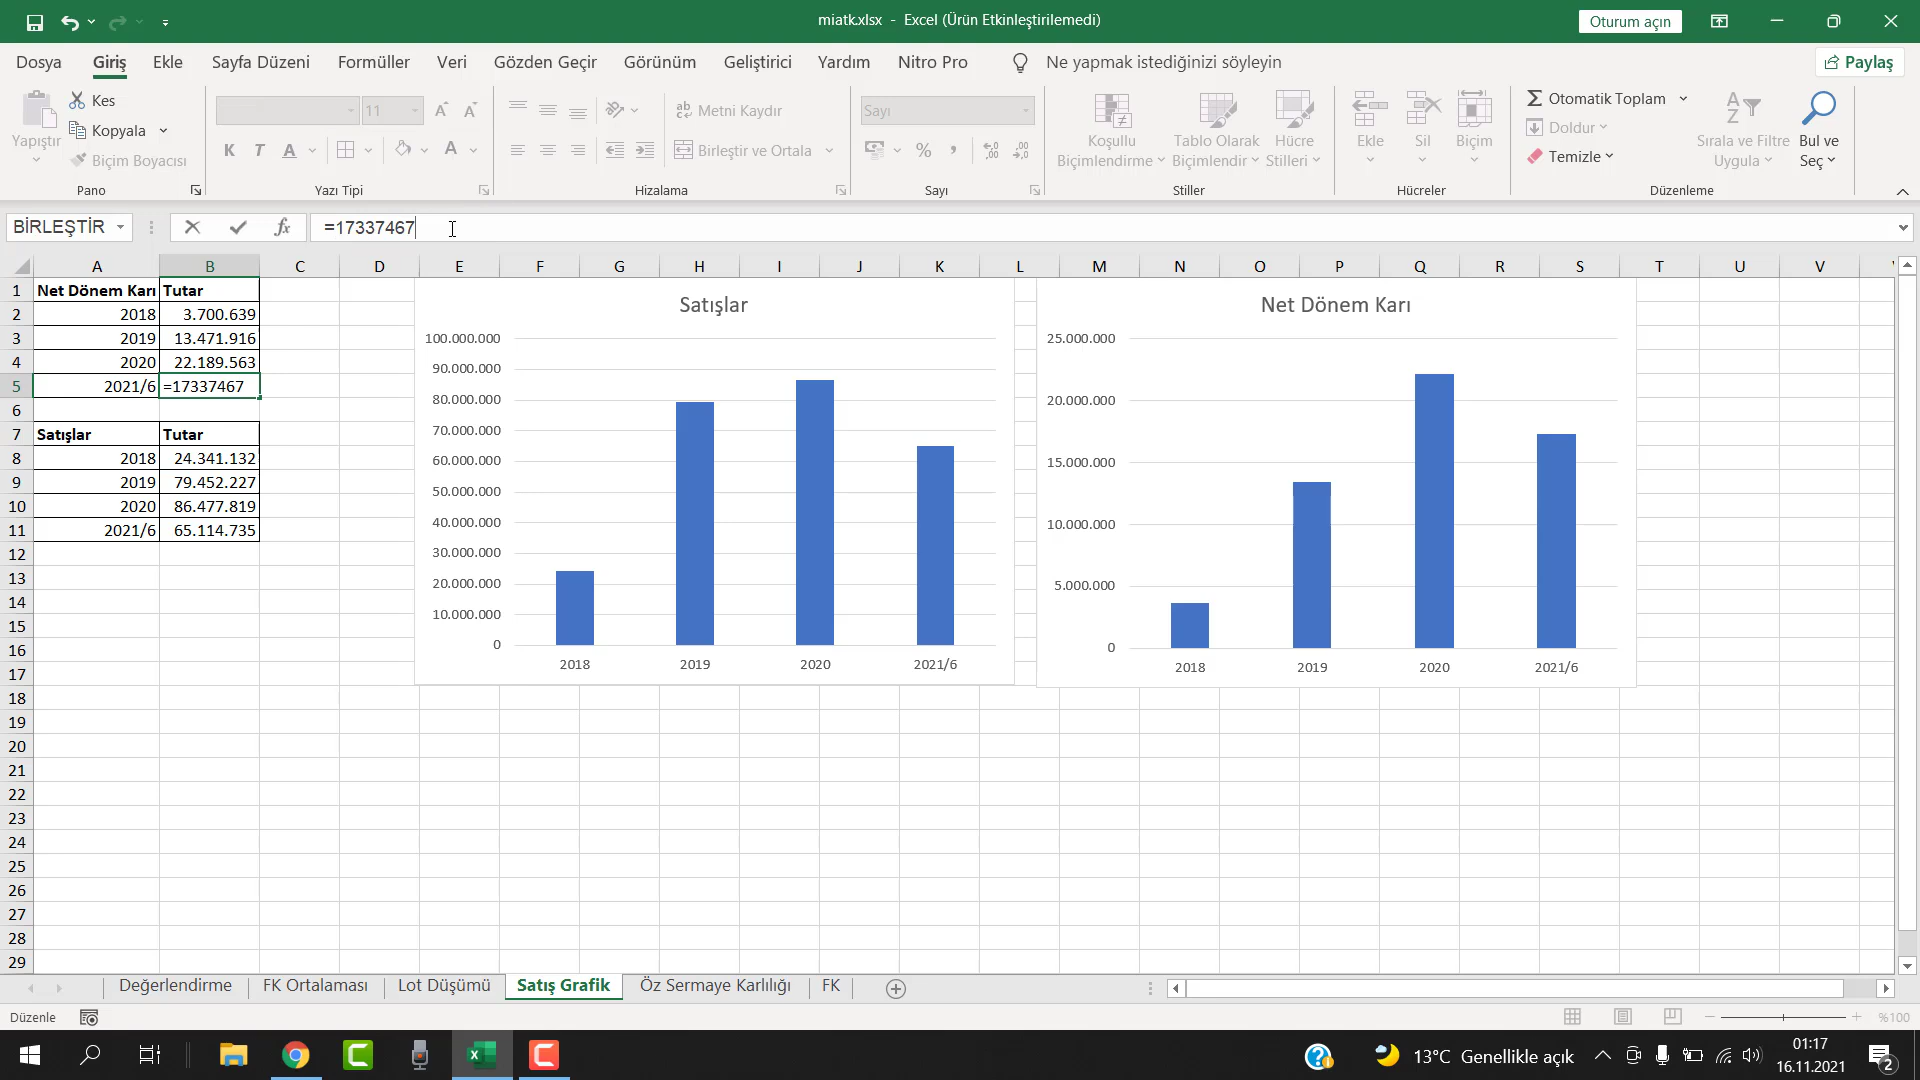 miatk.xlsx - Excel (Ürün Etkinleştirilemedi)
Oturum açın
Dosya Giriş Ekle Sayfa Düzeni Formüller Veri Gözden Geçir Görünüm Geliştirici Yardım Nitro Pro Ne yapmak istediğinizi söyleyin Paylaş
Yapıştır
Kes
Kopyala
Biçim Boyacısı
Pano
11
K T A A
Yazı Tipi
Metni Kaydır
Birleştir ve Ortala
Hizalama
Sayı
%
Sayı
Koşullu Biçimlendirme
Tablo Olarak Biçimlendir
Hücre Stilleri
Stiller
Ekle
Sil
Biçim
Hücreler
Otomatik Toplam
Doldur
Temizle
Sırala ve Filtre Uygula
Bul ve Seç
Düzenleme
BİRLEŞTİR fx =17337467
A B C D E F G H I J K L M N O P Q R S T U V
1 Net Dönem Karı Tutar
2 2018 3.700.639
3 2019 13.471.916
4 2020 22.189.563
5 2021/6 =17337467
6
7 Satışlar Tutar
8 2018 24.341.132
9 2019 79.452.227
10 2020 86.477.819
11 2021/6 65.114.735
12
13
14
15
16
17
18
19
20
21
22
23
24
25
26
27
28
29
Satışlar
100.000.000
90.000.000
80.000.000
70.000.000
60.000.000
50.000.000
40.000.000
30.000.000
20.000.000
10.000.000
0
2018 2019 2020 2021/6
Net Dönem Karı
25.000.000
20.000.000
15.000.000
10.000.000
5.000.000
0
2018 2019 2020 2021/6
Değerlendirme FK Ortalaması Lot Düşümü Satış Grafik Öz Sermaye Karlılığı FK
Düzenle
%100
13°C Genellikle açık
01:17
16.11.2021
2